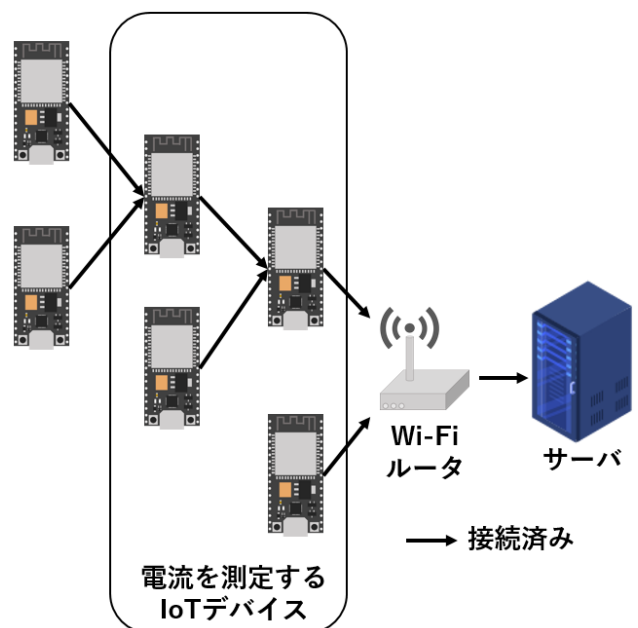 Wi-Fi
ルータ
サーバ
接続済み
電流を測定する
IoTデバイス